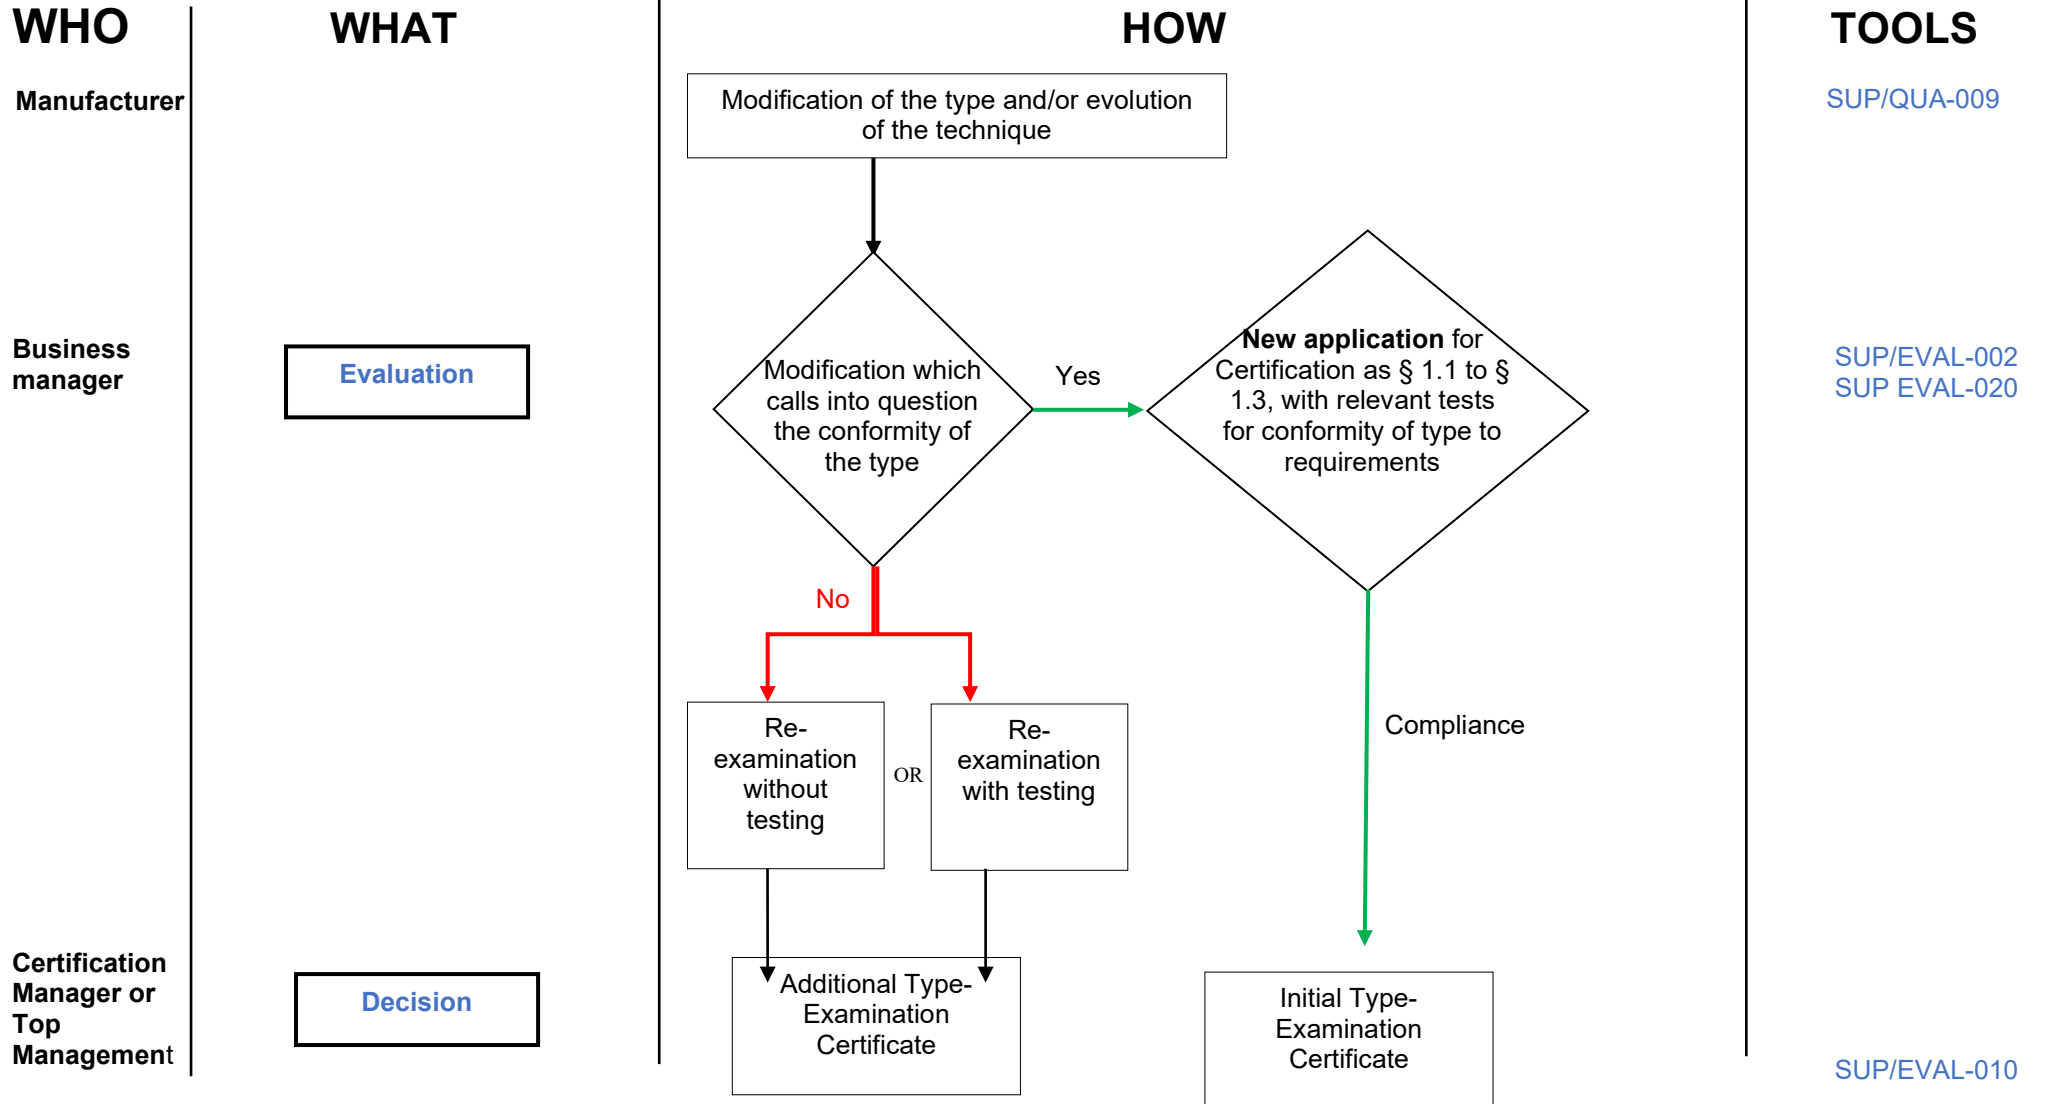 WHO
WHAT
HOW
TOOLS
Manufacturer
Modification of the type and/or evolution
of the technique
SUP/QUA-009
Business
manager
Evaluation
Modification which
calls into question
the conformity of
the type
Yes
New application for
Certification as § 1.1 to §
1.3, with relevant tests
for conformity of type to
requirements
SUP/EVAL-002
SUP EVAL-020
No
Re-
examination
without
testing
OR
Re-
examination
with testing
Compliance
Certification
Manager or
Top
Management
Decision
Additional Type-
Examination
Certificate
Initial Type-
Examination
Certificate
SUP/EVAL-010